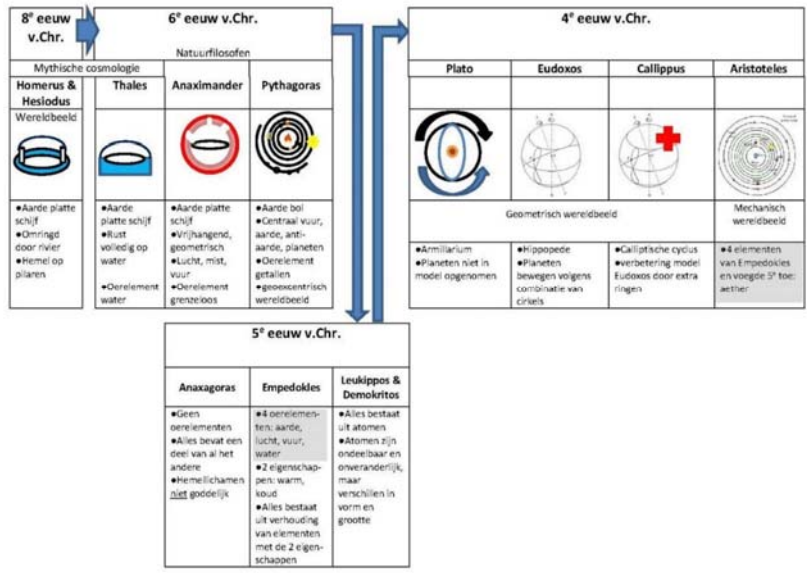 8e eeuw
v.Chr.
6e eeuw v.Chr.
Natuurfilosofen
Mythische cosmologie
Homerus &
Hesiodus
Thales
Anaximander
Pythagoras
Wereldbeeld
●Aarde platte
schijf
●Omringd
door rivier
●Hemel op
pilaren
●Aarde
platte schijf
●Rust
volledig op
water
●Oerelement
water
●Aarde platte
schijf
●Vrijhangend,
geometrisch
●Lucht, mist,
vuur
●Oerelement
grenzeloos
●Aarde bol
●Centraal vuur,
aarde, anti-
aarde, planeten
●Oerelement
getallen
●geoexcentrisch
wereldbeeld
4e eeuw v.Chr.
Plato
Eudoxos
Callippus
Aristoteles
Geometrisch wereldbeeld
Mechanisch
wereldbeeld
●Armillarium
●Planeten niet in
model opgenomen
●Hippopede
●Planeten
bewegen volgens
combinatie van
cirkels
●Calliptische cyclus
●verbetering model
Eudoxos door extra
ringen
●4 elementen
van Empedokles
en voegde 5e toe:
aether
5e eeuw v.Chr.
Anaxagoras
Empedokles
Leukippos &
Demokritos
●Geen
oerelementen
●Alles bevat een
deel van al het
andere
●Hemellichamen
niet goddelijk
●4 oerelemen-
ten: aarde,
lucht, vuur,
water
●2 eigenschap-
pen: warm,
koud
●Alles bestaat
uit verhouding
van elementen
met de 2 eigen-
schappen
●Alles bestaat
uit atomen
●Atomen zijn
ondeelbaar en
onveranderlijk,
maar
verschillen in
vorm en
grootte